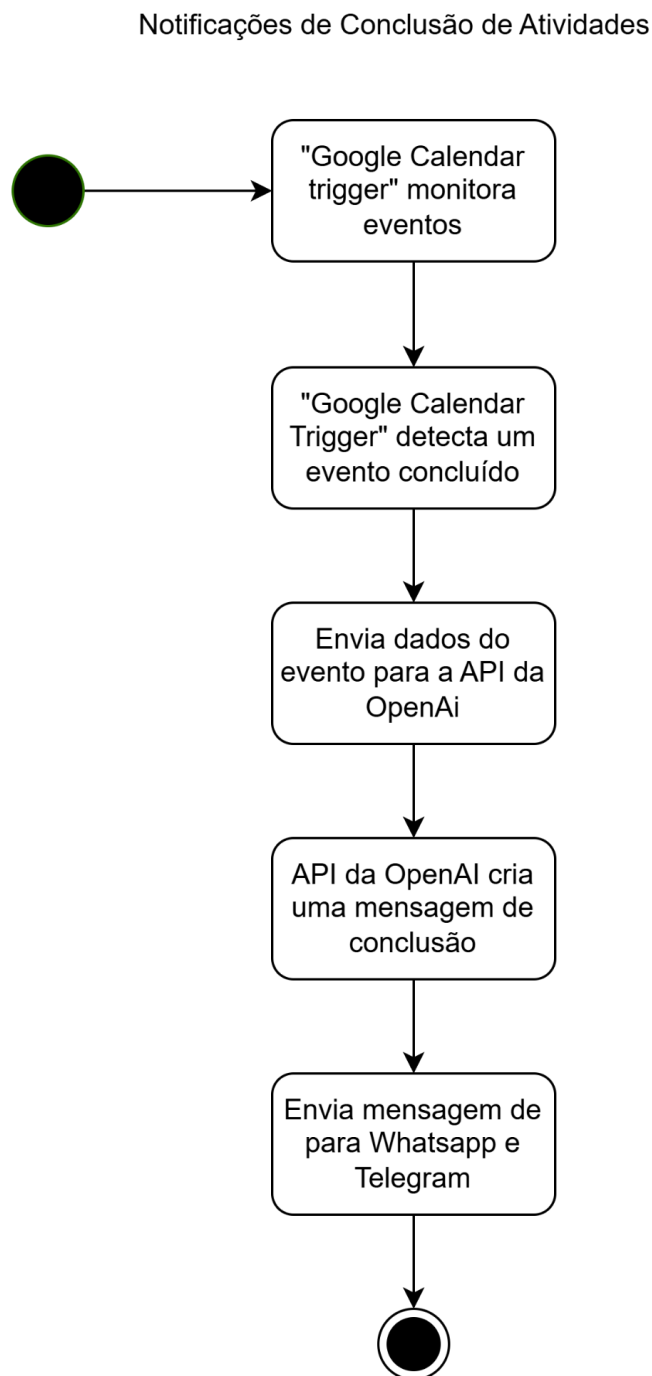 Notificações de Conclusão de Atividades
"Google Calendar
trigger" monitora
eventos
"Google Calendar
Trigger" detecta um
evento concluído
Envia dados do
evento para a API da
OpenAi
API da OpenAI cria
uma mensagem de
conclusão
Envia mensagem de
para Whatsapp e
Telegram